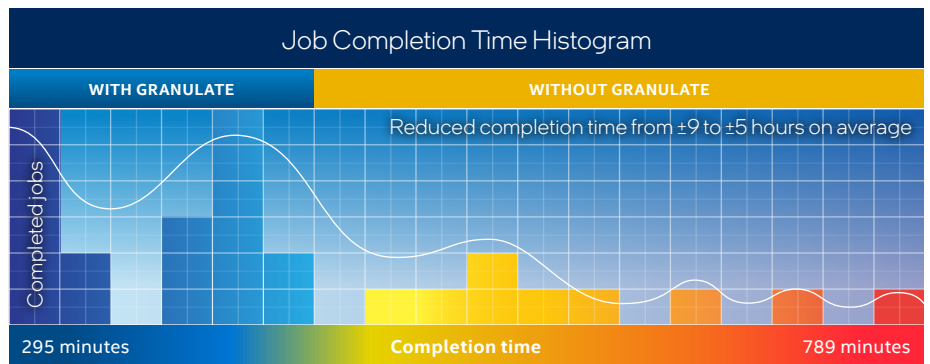 Job Completion Time Histogram
WITH GRANULATE
WITHOUT GRANULATE
Reduced completion time from ±9 to ±5 hours on average
Completed jobs
295 minutes
Completion time
789 minutes